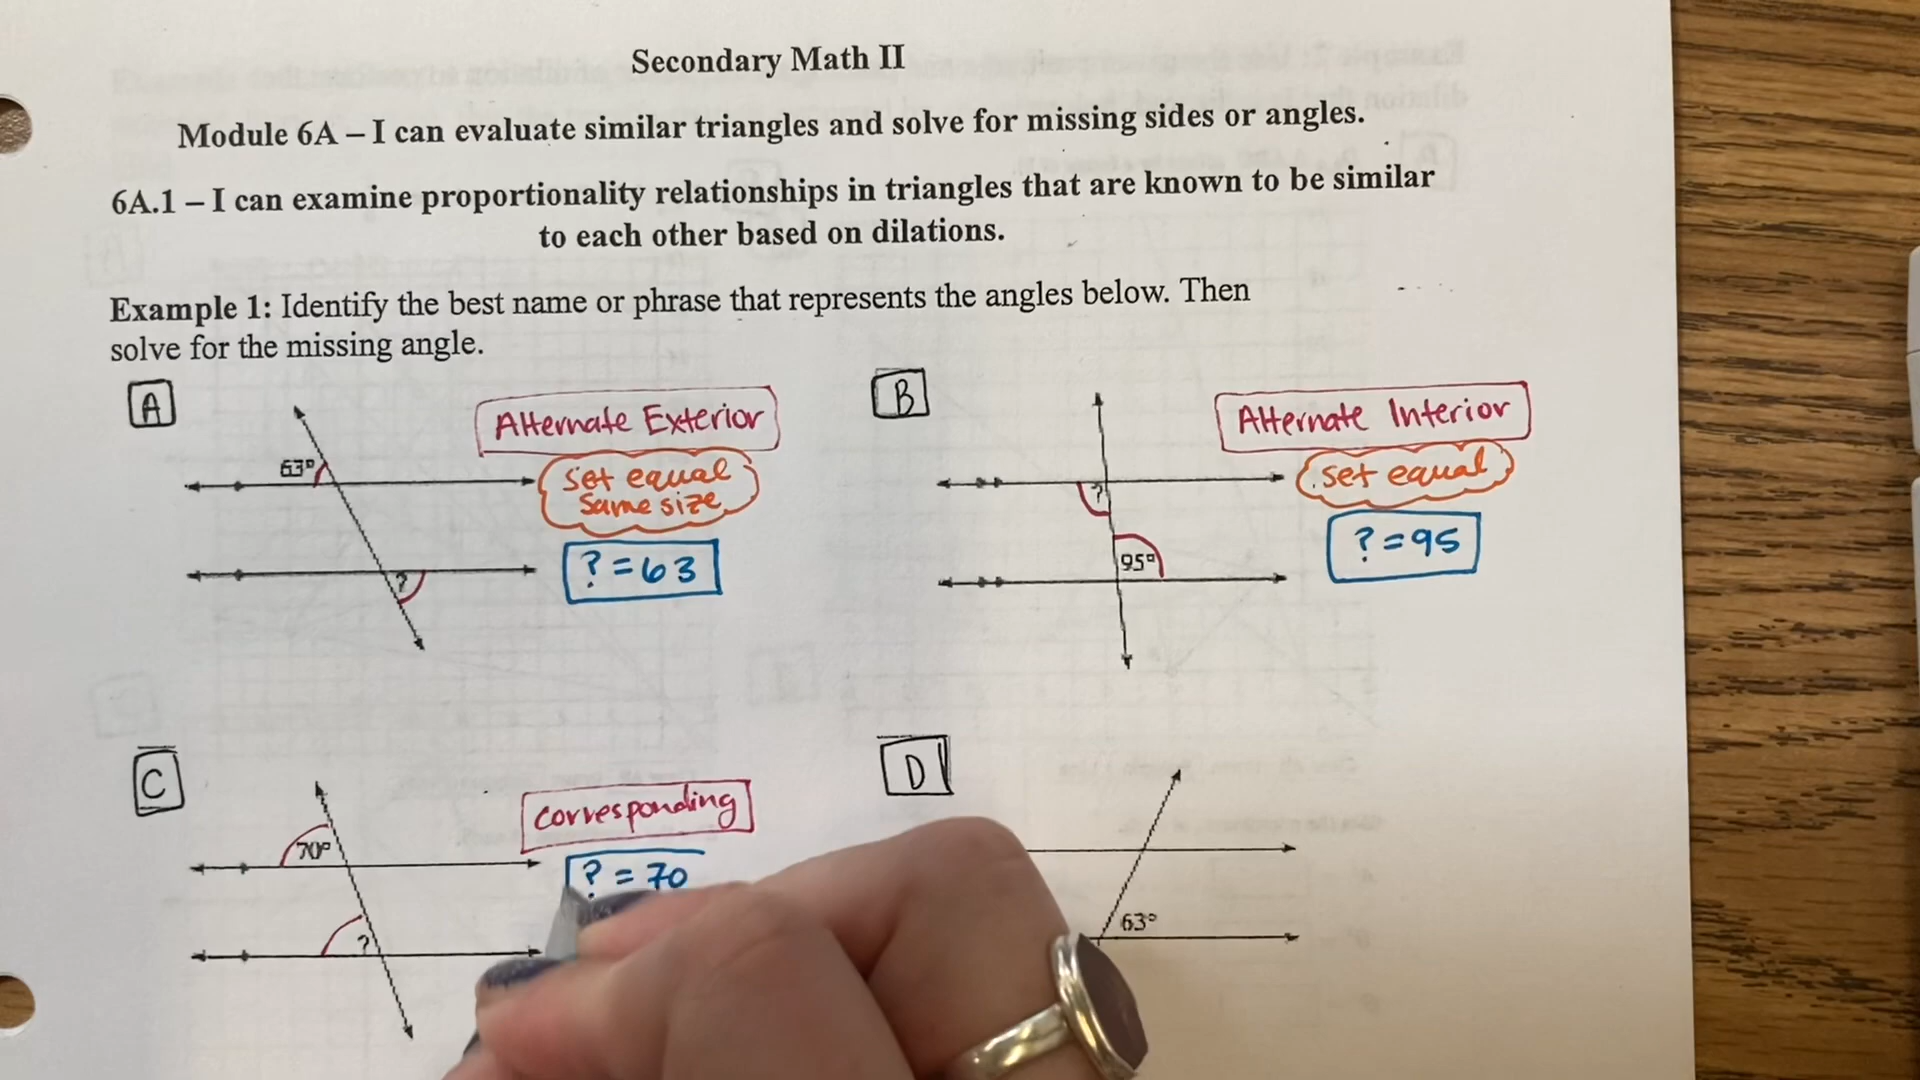 Secondary Math II
Module 6A – I can evaluate similar triangles and solve for missing sides or angles.
6A.1 – I can examine proportionality relationships in triangles that are known to be similar
to each other based on dilations.
Example 1: Identify the best name or phrase that represents the angles below. Then
solve for the missing angle.
A
63°
?
Alternate Exterior
set equal
same size
? = 63
B
?
95°
Alternate Interior
set equal
? = 95
C
70°
?
corresponding
? = 70
D
63°